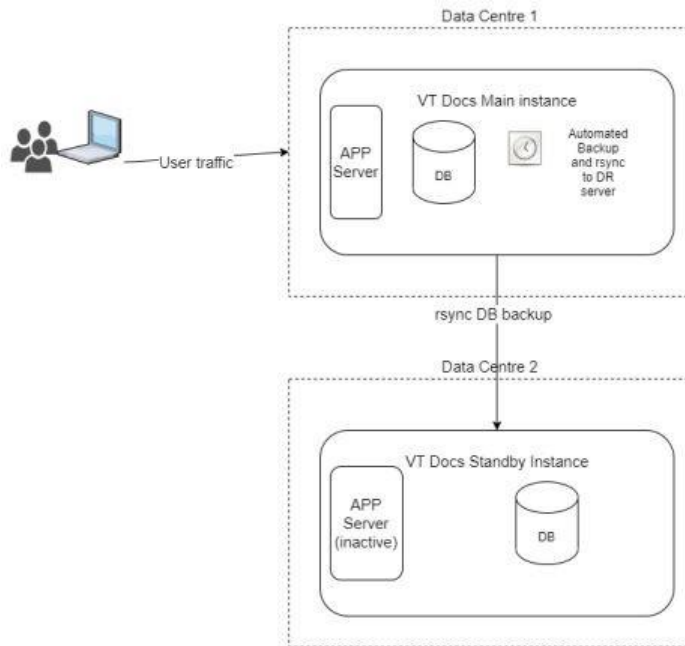 Data Centre 1
VT Docs Main instance
APP
Server
DB
Automated
Backup
and rsync
to DR
server
User traffic
rsync DB backup
Data Centre 2
VT Docs Standby Instance
APP
Server
(inactive)
DB